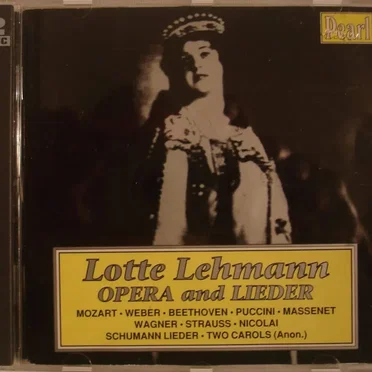 Pearl
Lotte Lehmann
OPERA and LIEDER
MOZART · WEBER · BEETHOVEN · PUCCINI · MASSENET
WAGNER · STRAUSS · NICOLAI
SCHUMANN LIEDER · TWO CAROLS (Anon.)